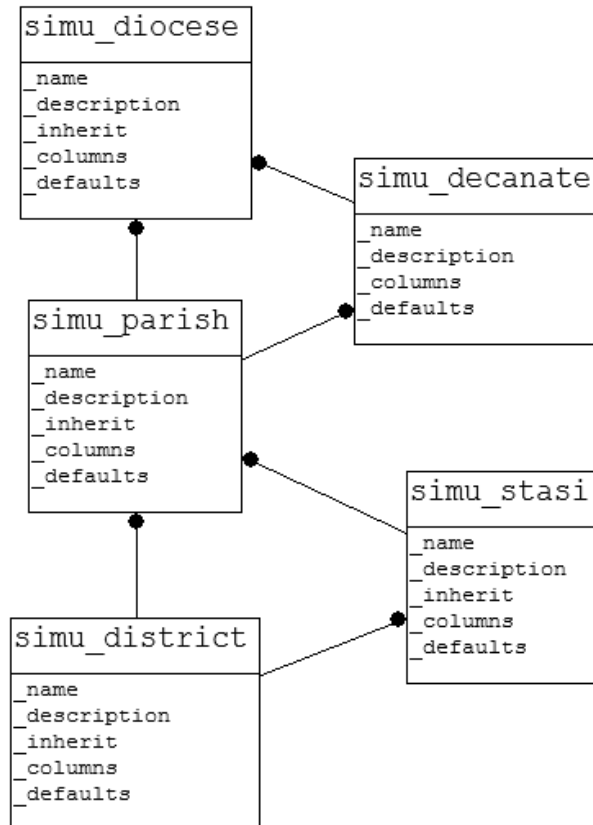 simu_diocese
_name
_description
_inherit
_columns
_defaults
simu_decanate
_name
_description
_columns
_defaults
simu_parish
_name
_description
_inherit
_columns
_defaults
simu_stasi
_name
_description
_inherit
_columns
_defaults
simu_district
_name
_description
_inherit
_columns
_defaults